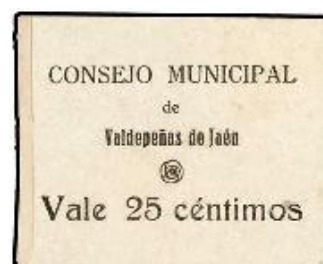 CONSEJO MUNICIPAL
de
Valdepeñas de Jaén
Vale 25 céntimos